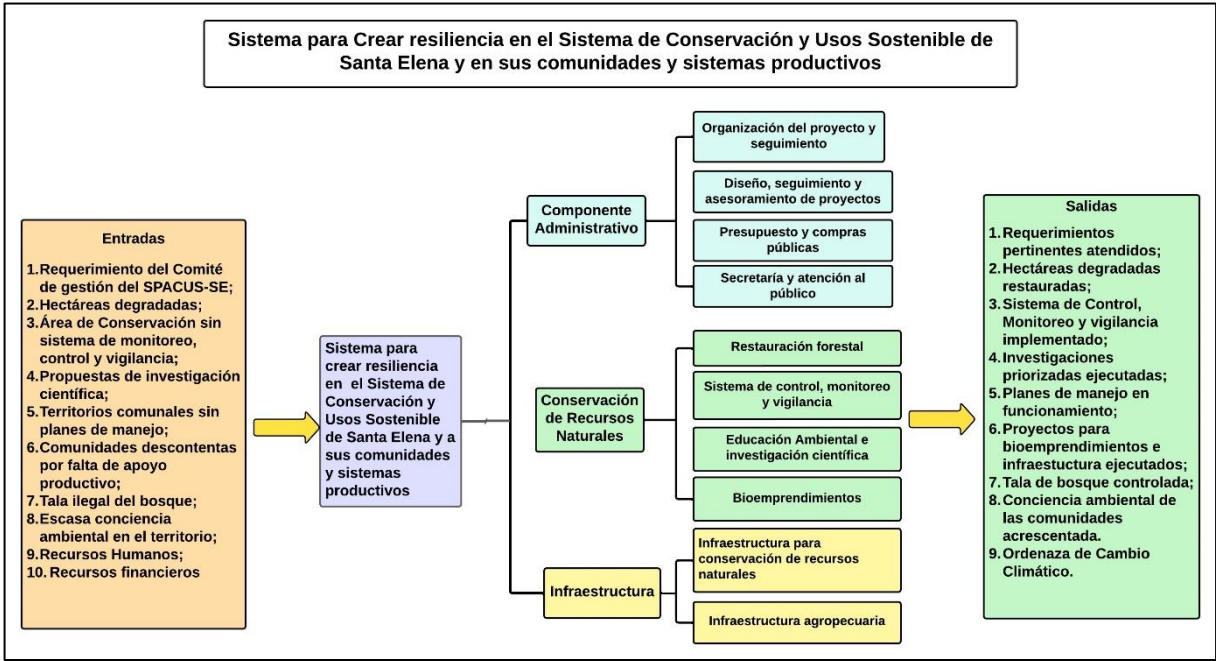 Sistema para Crear resiliencia en el Sistema de Conservación y Usos Sostenible de
Santa Elena y en sus comunidades y sistemas productivos
Entradas
1.Requerimiento del Comité
de gestión del SPACUS-SE;
2.Hectáreas degradadas;
3.Área de Conservación sin
sistema de monitoreo,
control y vigilancia;
4.Propuestas de investigación
científica;
5.Territorios comunales sin
planes de manejo;
6.Comunidades descontentas
por falta de apoyo
productivo;
7.Tala ilegal del bosque;
8.Escasa conciencia
ambiental en el territorio;
9.Recursos Humanos;
10. Recursos financieros
Sistema para
crear resiliencia
en el Sistema de
Conservación y
Usos Sostenible
de Santa Elena y a
sus comunidades
y sistemas
productivos
Componente
Administrativo
Organización del proyecto y
seguimiento
Diseño, seguimiento y
asesoramiento de proyectos
Presupuesto y compras
públicas
Secretaría y atención al
público
Conservación
de Recursos
Naturales
Restauración forestal
Sistema de control, monitoreo
y vigilancia
Educación Ambiental e
investigación científica
Bioemprendimientos
Infraestructura
Infraestructura para
conservación de recursos
naturales
Infraestructura agropecuaria
Salidas
1.Requerimientos
pertinentes atendidos;
2.Hectáreas degradadas
restauradas;
3.Sistema de Control,
Monitoreo y vigilancia
implementado;
4.Investigaciones
priorizadas ejecutadas;
5.Planes de manejo en
funcionamiento;
6.Proyectos para
bioemprendimientos e
infraestuctura ejecutados;
7.Tala de bosque controlada;
8.Conciencia ambiental de
las comunidades
acrescentada.
9.Ordenaza de Cambio
Climático.